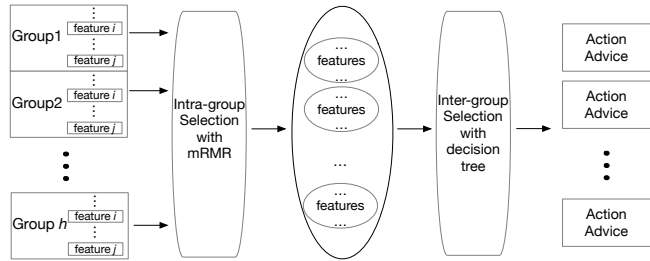 Group1
feature i
...
feature j
Group2
feature i
...
feature j
Group h
feature i
...
feature j
Intra-group
Selection
with
mRMR
...
features
...
...
features
...
...
...
features
...
Inter-group
Selection
with
decision
tree
Action
Advice
Action
Advice
Action
Advice